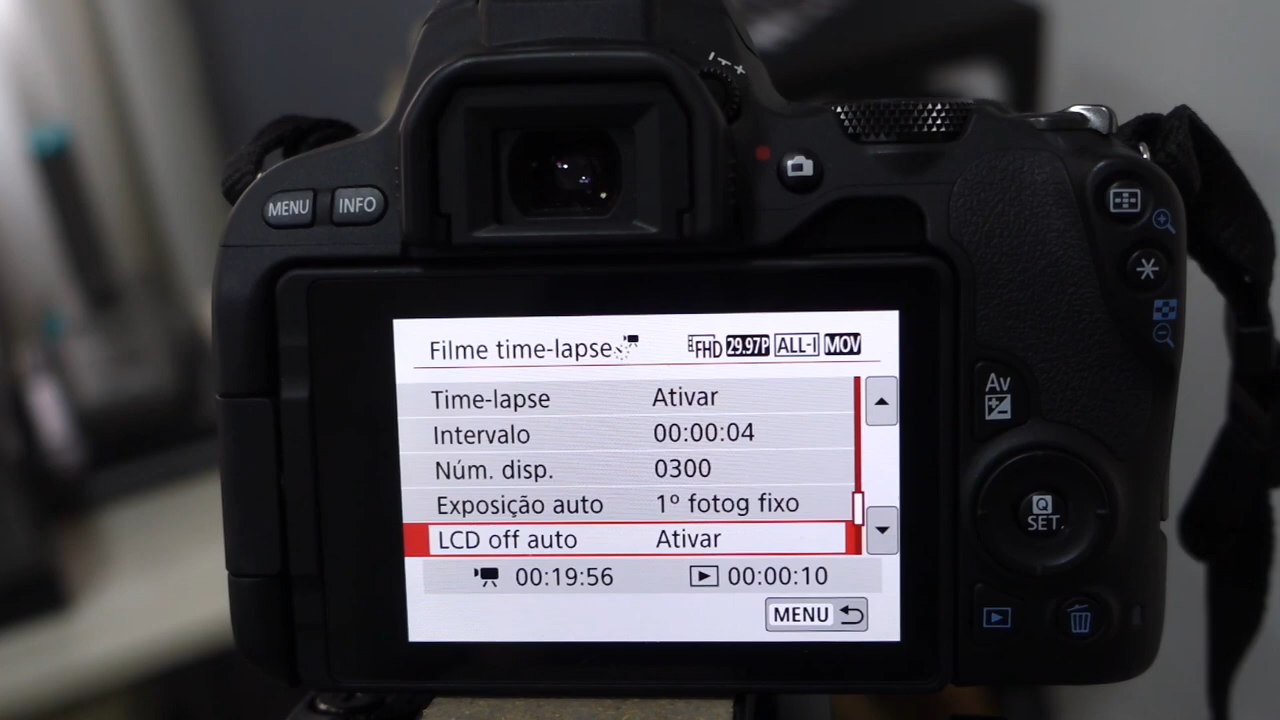 MENU INFO
Filme time-lapse FHD 29.97P ALL-I MOV
Time-lapse Ativar
Intervalo 00:00:04
Núm. disp. 0300
Exposição auto 1º fotog fixo
LCD off auto Ativar
00:19:56 00:00:10
MENU
Av
Q
SET